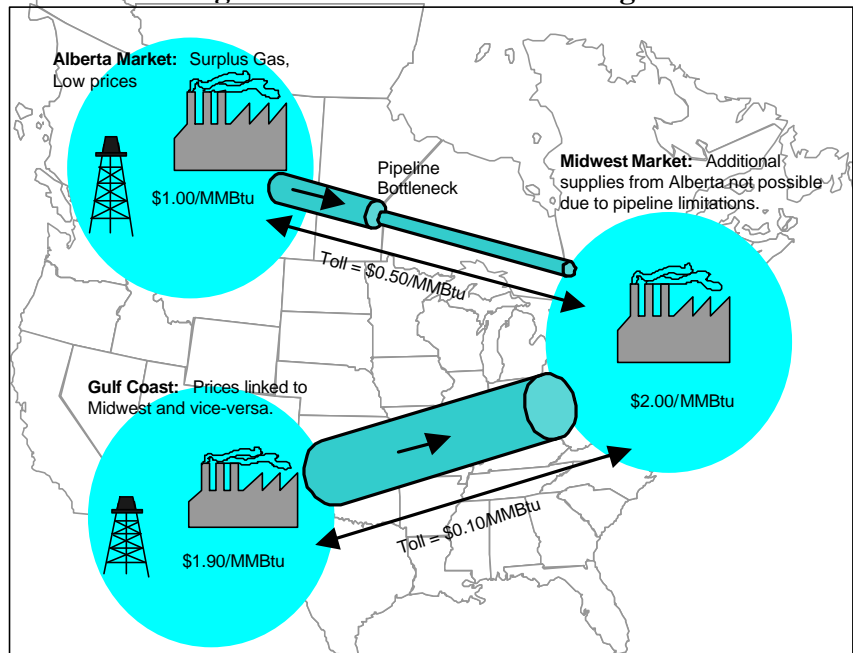 Alberta Market: Surplus Gas,
Low prices
$1.00/MMBtu
Pipeline
Bottleneck
Midwest Market: Additional
supplies from Alberta not possible
due to pipeline limitations.
Toll = $0.50/MMBtu
Gulf Coast: Prices linked to
Midwest and vice-versa.
$2.00/MMBtu
Toll = $0.10/MMBtu
$1.90/MMBtu